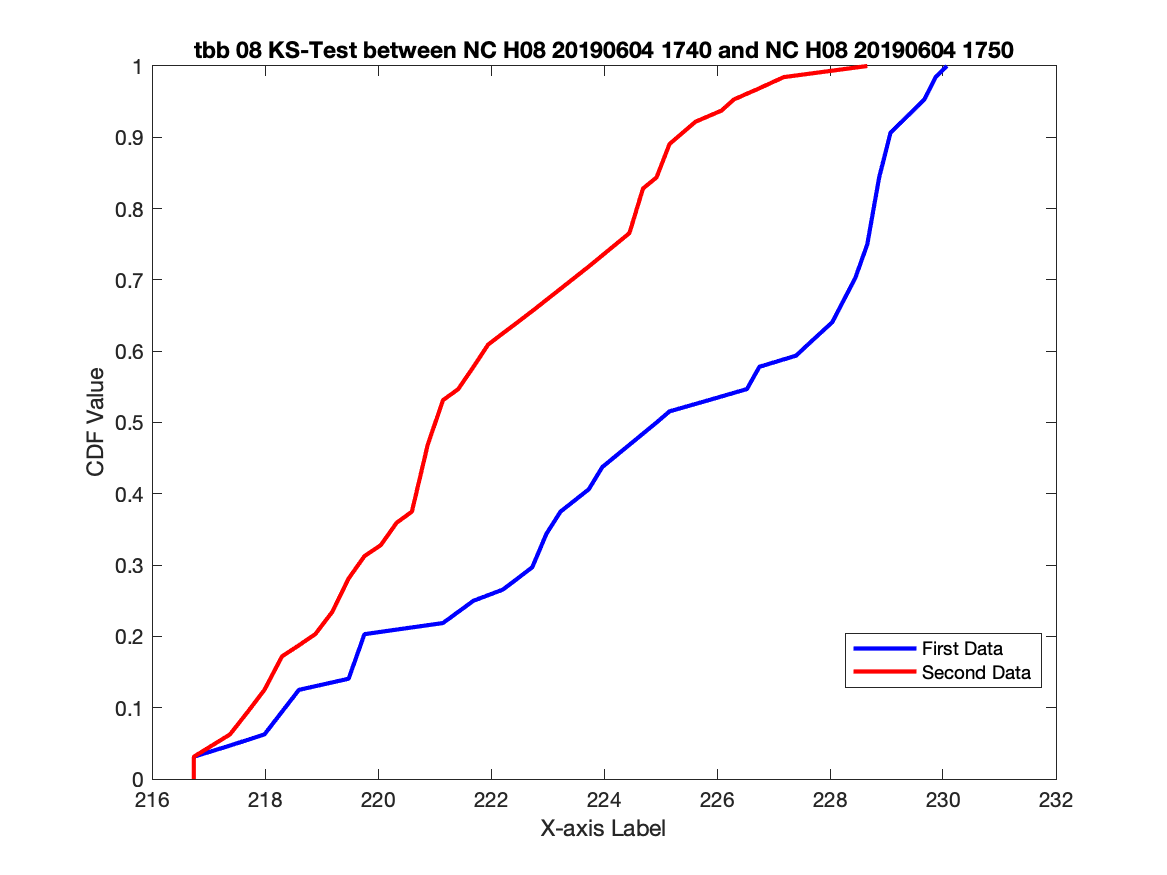 tbb 08 KS-Test between NC H08 20190604 1740 and NC H08 20190604 1750
1
0.9
0.8
0.7
0.6
0.5
0.4
0.3
0.2
0.1
0
CDF Value
First Data
Second Data
216 218 220 222 224 226 228 230 232
X-axis Label